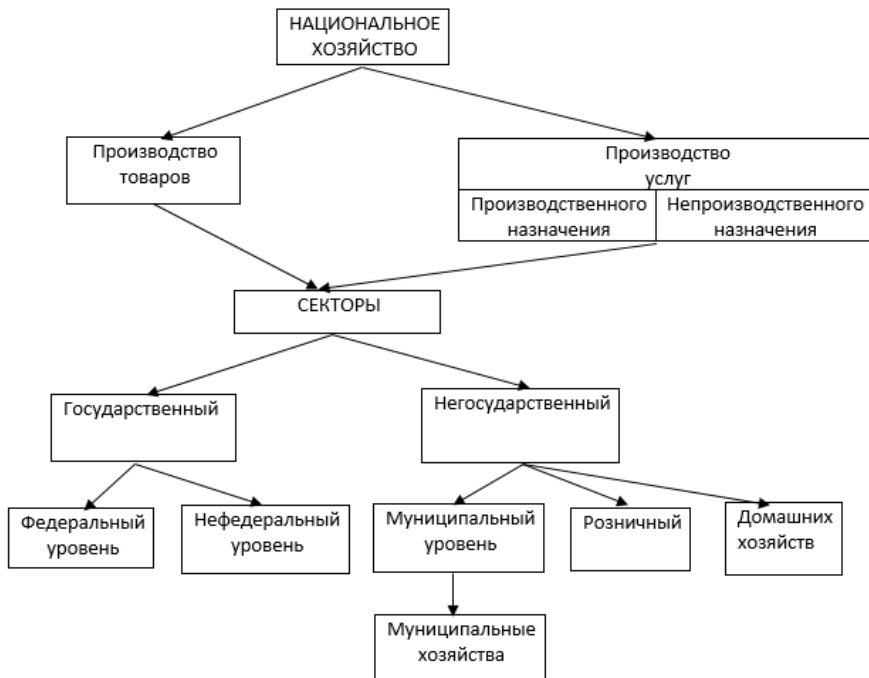 НАЦИОНАЛЬНОЕ
ХОЗЯЙСТВО
Производство
товаров
Производство
услуг
Производственного
назначения
Непроизводственного
назначения
СЕКТОРЫ
Государственный
Негосударственный
Федеральный
уровень
Нефедеральный
уровень
Муниципальный
уровень
Розничный
Домашних
хозяйств
Муниципальные
хозяйства